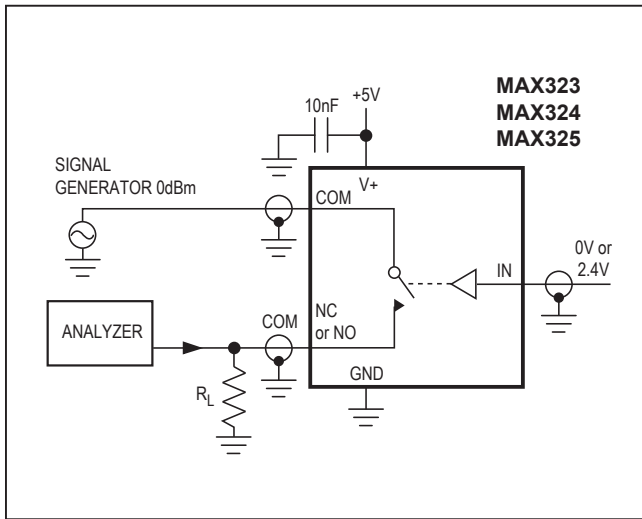 MAX323
MAX324
MAX325
+5V
10nF
SIGNAL
GENERATOR 0dBm
V+
COM
IN
0V or
2.4V
ANALYZER
COM
NC
or NO
RL
GND